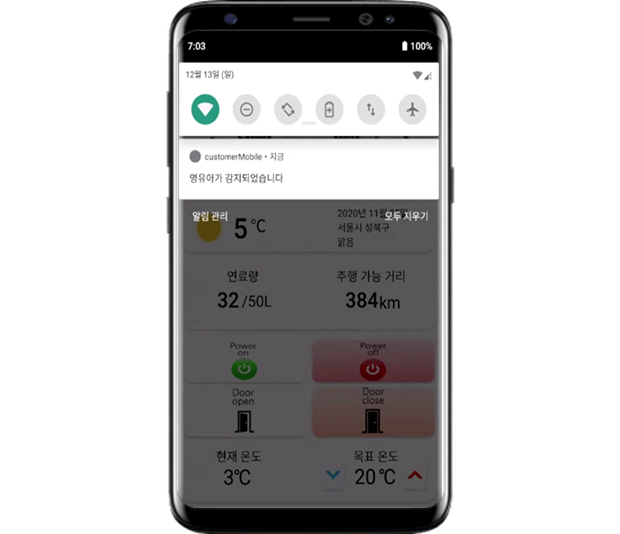 7:03 100%
12월 13일 (일)
customerMobile • 지금
영유아가 감지되었습니다
알림 관리 모두 지우기
5 ℃
2020년 11월
서울시 성북구
맑음
연료량 주행 가능 거리
32 /50L 384km
Power on
Power off
Door open
Door close
현재 온도 목표 온도
3℃ 20℃